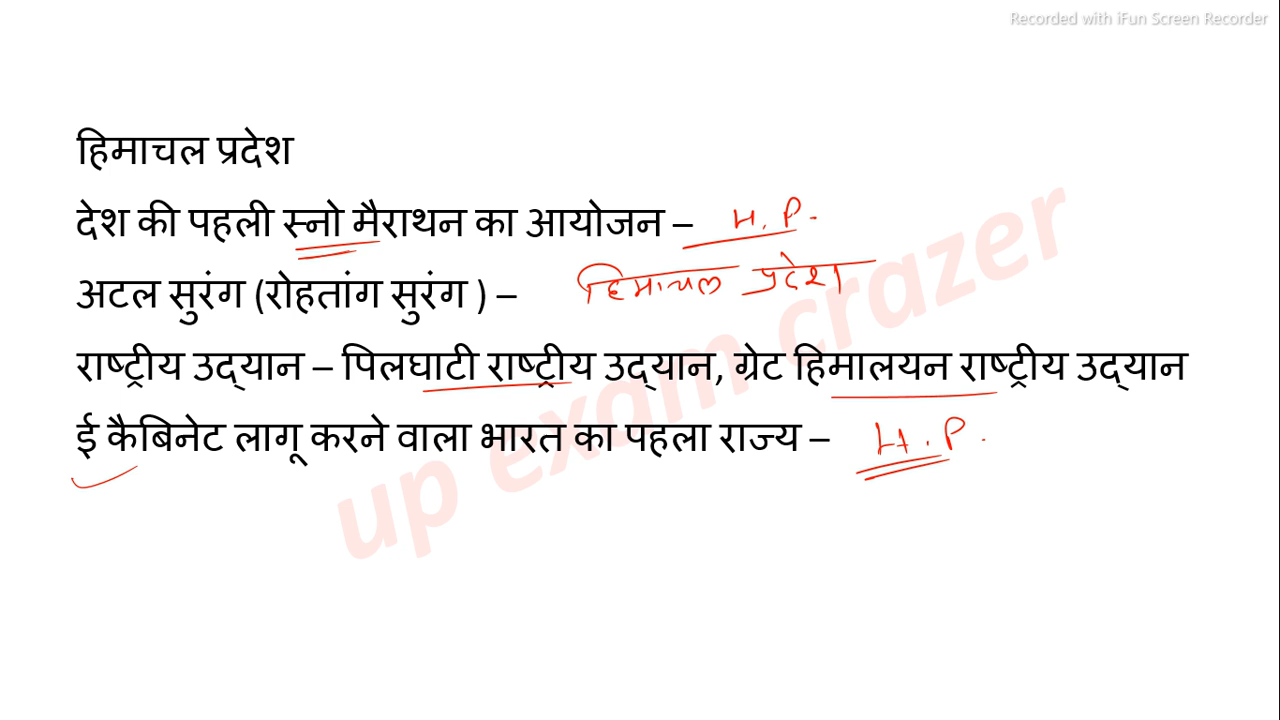 Recorded with iFun Screen Recorder
हिमाचल प्रदेश
देश की पहली स्नो मैराथन का आयोजन – H.P.
अटल सुरंग (रोहतांग सुरंग ) – हिमाचल प्रदेश
राष्ट्रीय उद्यान – पिलघाटी राष्ट्रीय उद्यान, ग्रेट हिमालयन राष्ट्रीय उद्यान
ई कैबिनेट लागू करने वाला भारत का पहला राज्य – H.P.
up exam crazer